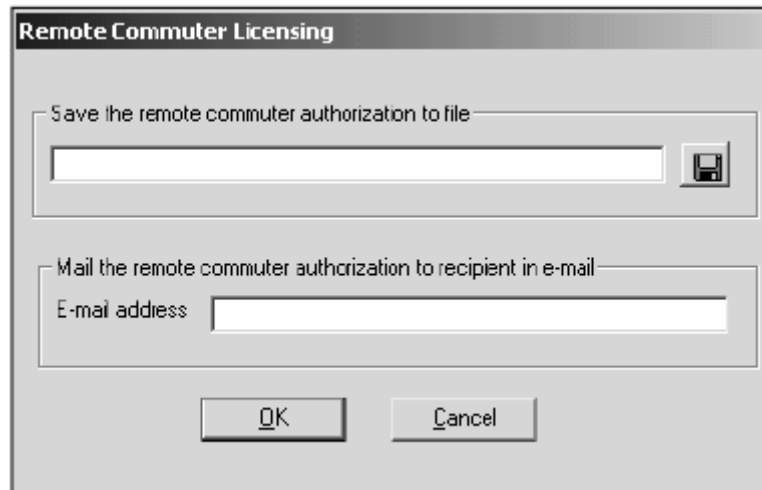 Remote Commuter Licensing
Save the remote commuter authorization to file
Mail the remote commuter authorization to recipient in e-mail
E-mail address
OK
Cancel